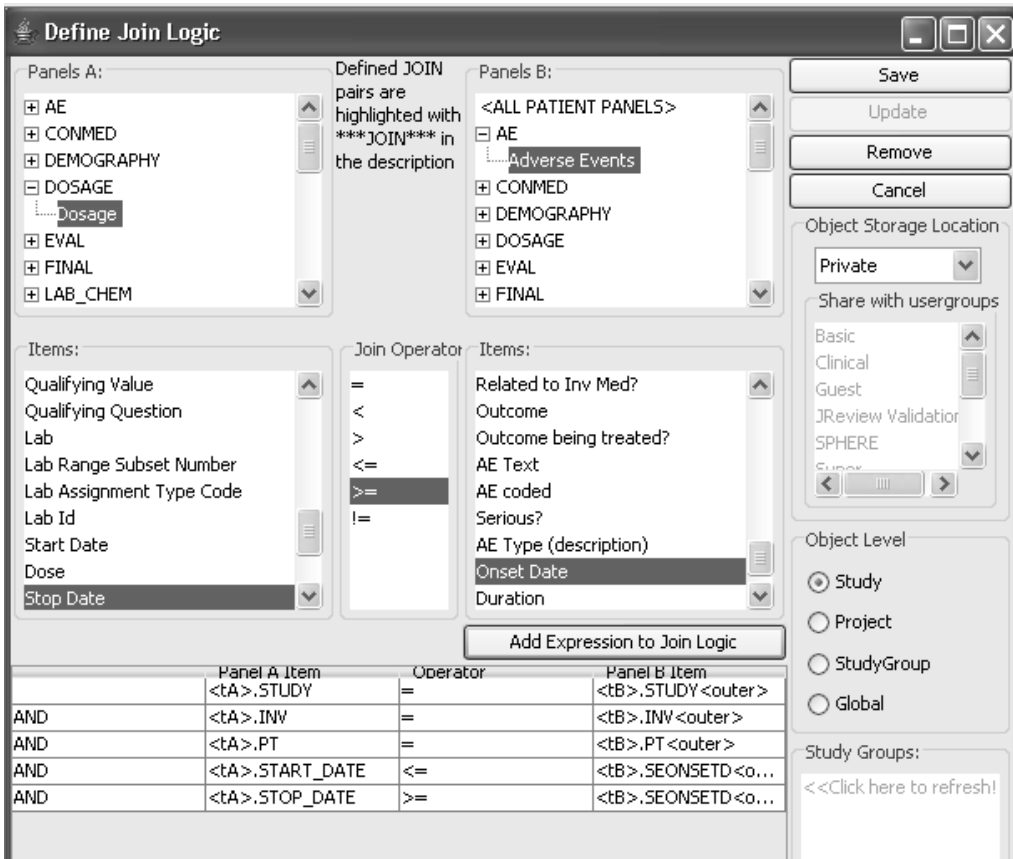 Define Join Logic
Panels A:
AE
CONMED
DEMOGRAPHY
DOSAGE
Dosage
EVAL
FINAL
LAB_CHEM
Defined JOIN
pairs are
highlighted with
***JOIN*** in
the description
Panels B:
<ALL PATIENT PANELS>
AE
Adverse Events
CONMED
DEMOGRAPHY
DOSAGE
EVAL
FINAL
Save
Update
Remove
Cancel
Object Storage Location
Private
Share with usergroups
Basic
Clinical
Guest
JReview Validation
SPHERE
Items:
Qualifying Value
Qualifying Question
Lab
Lab Range Subset Number
Lab Assignment Type Code
Lab Id
Start Date
Dose
Stop Date
Join Operator
=
<
>
<=
>=
!=
Items:
Related to Inv Med?
Outcome
Outcome being treated?
AE Text
AE coded
Serious?
AE Type (description)
Onset Date
Duration
Add Expression to Join Logic
Object Level
Study
Project
StudyGroup
Global
Study Groups:
<<Click here to refresh!
Panel A Item Operator Panel B Item
<tA>.STUDY = <tB>.STUDY<outer>
AND <tA>.INV = <tB>.INV<outer>
AND <tA>.PT = <tB>.PT<outer>
AND <tA>.START_DATE <= <tB>.SEONSETD<o...
AND <tA>.STOP_DATE >= <tB>.SEONSETD<o...